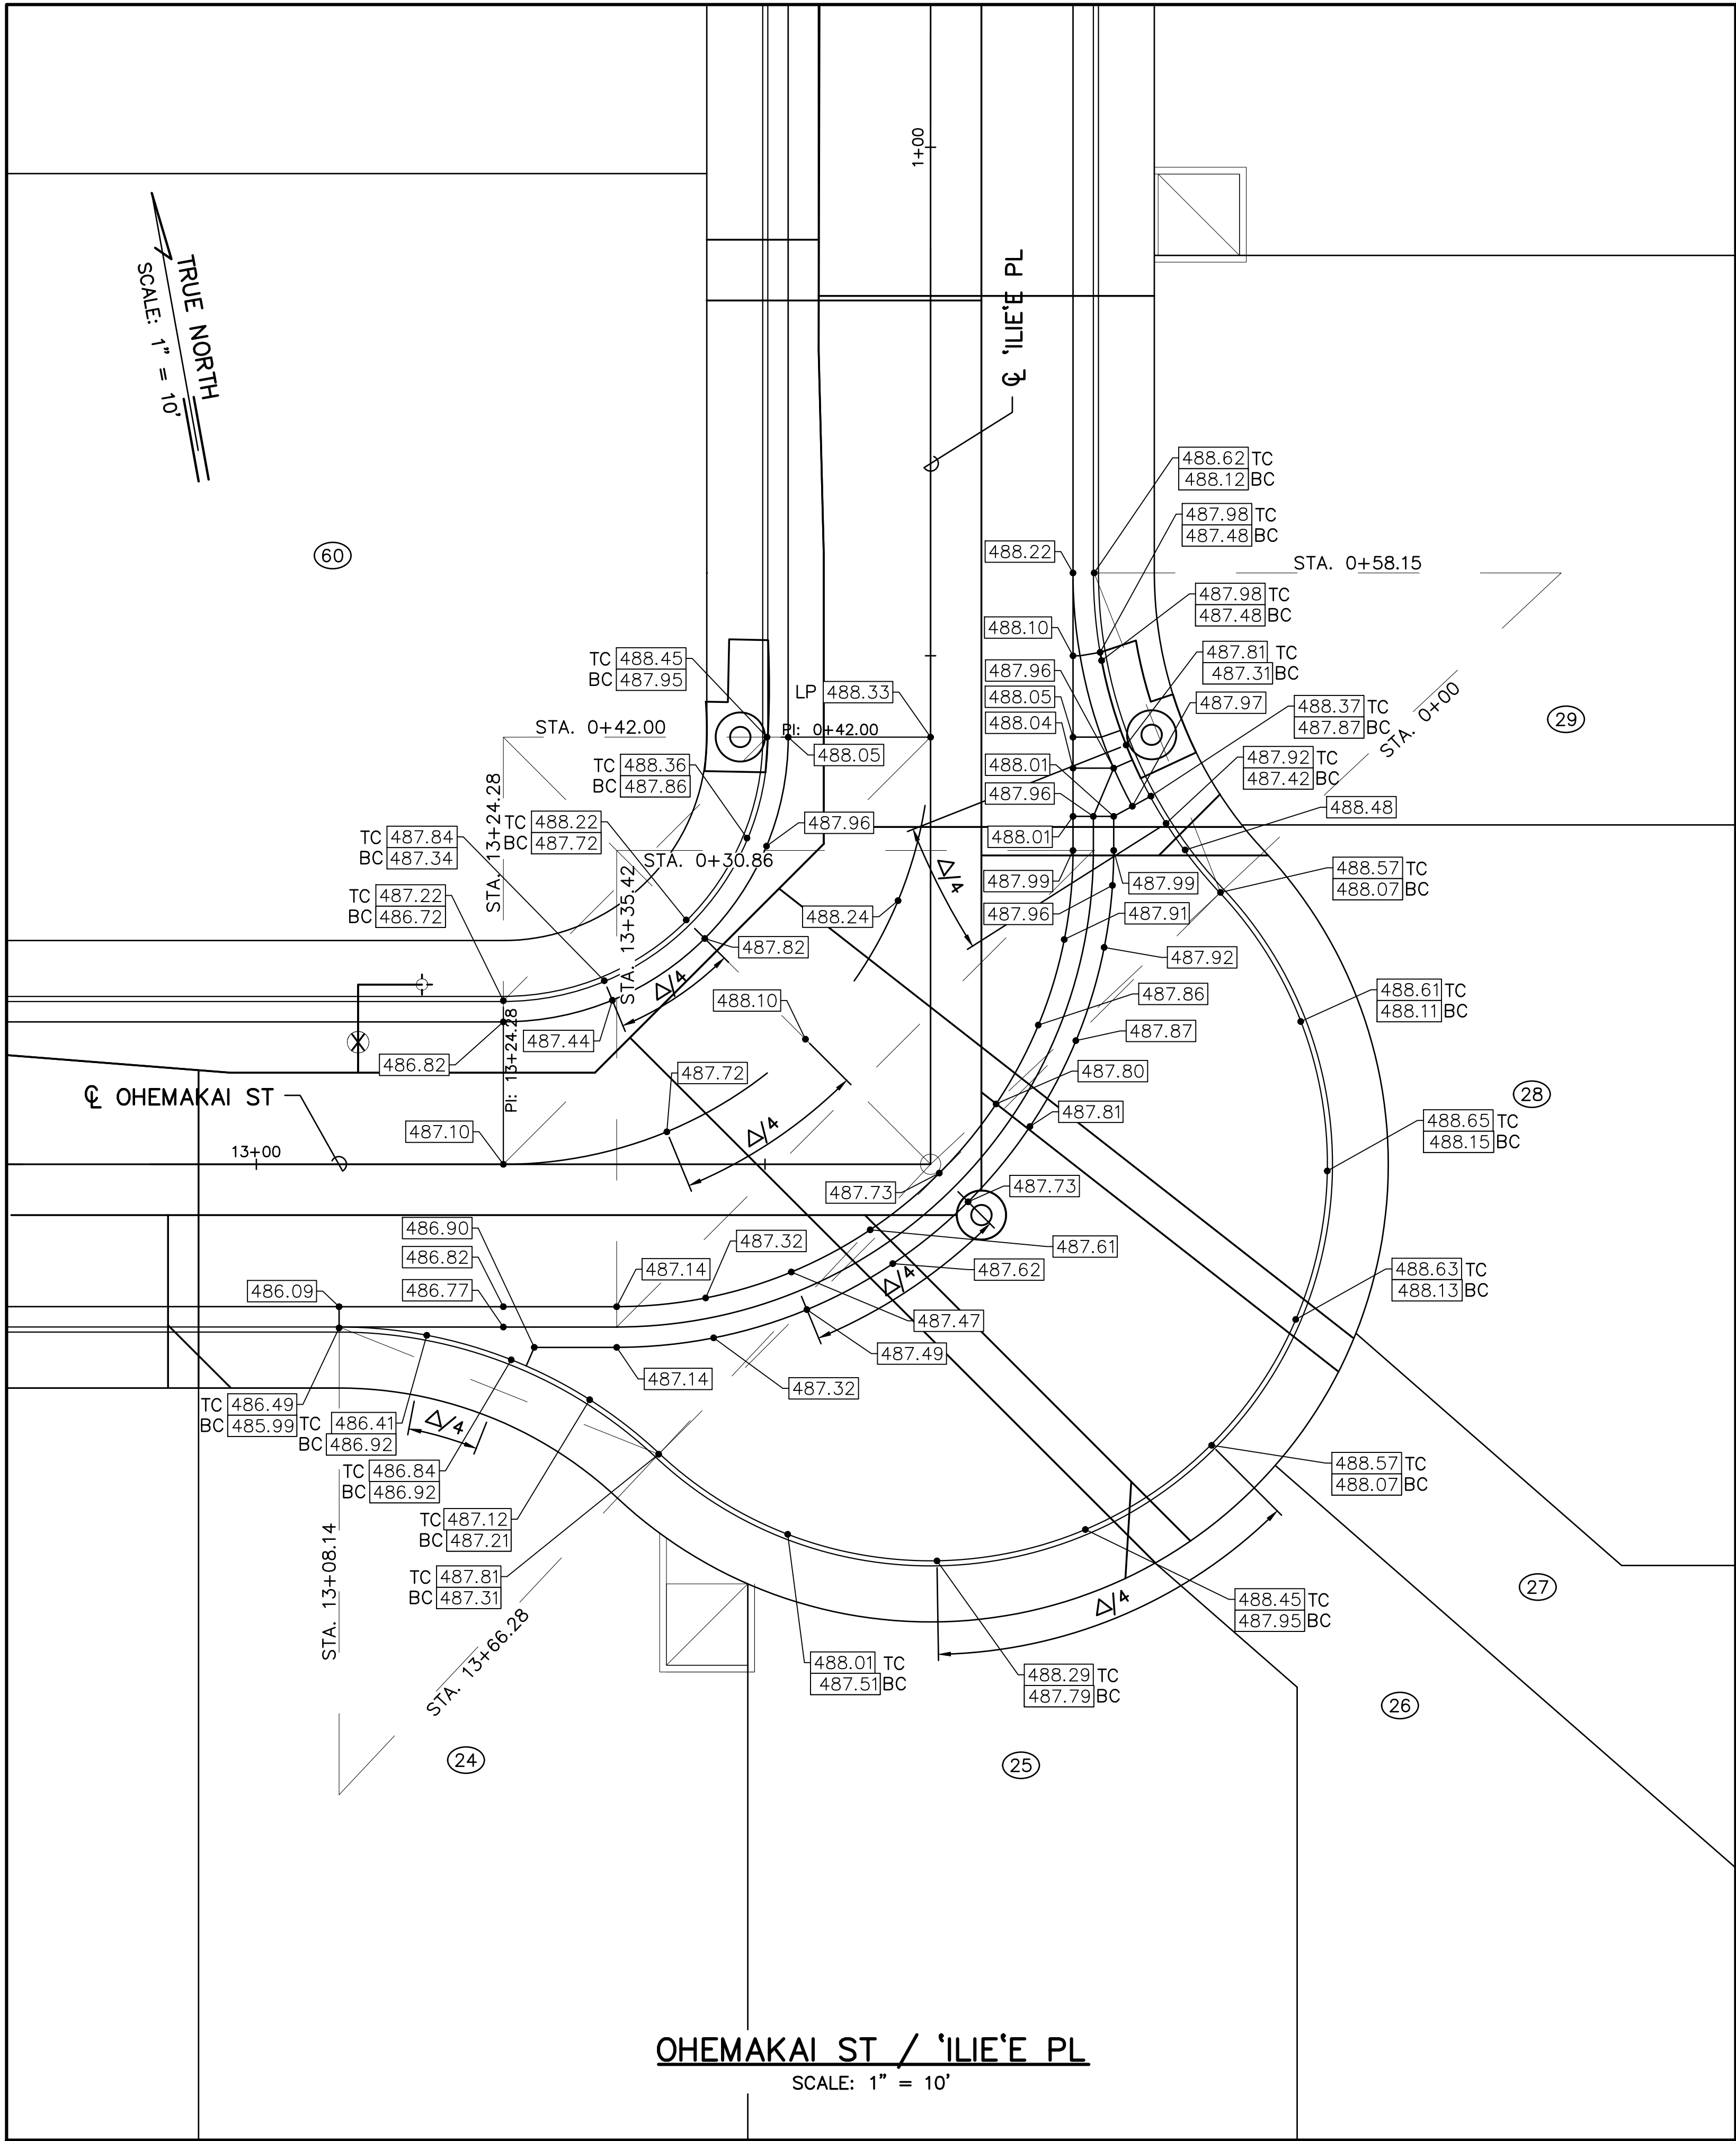 1+00
TRUE NORTH
SCALE: 1" = 10'
℄ 'ILIE'E PL
488.62 TC
488.12 BC
487.98 TC
487.48 BC
60
488.22
STA. 0+58.15
487.98 TC
487.48 BC
488.10
TC 488.45
BC 487.95
487.96
487.81 TC
487.31 BC
LP 488.33
488.05
487.97
488.37 TC
487.87 BC
STA. 0+00
29
STA. 0+42.00
PI: 0+42.00
488.04
488.05
TC 488.36
BC 487.86
488.01
487.92 TC
487.42 BC
STA. 13+24.28
487.96
488.48
TC 488.22
BC 487.72
487.96
488.01
TC 487.84
BC 487.34
STA. 0+30.86
Δ/4
488.57 TC
488.07 BC
STA. 13+35.42
487.99
487.99
TC 487.22
BC 486.72
488.24
487.96
487.91
487.82
487.92
Δ/4
488.10
487.86
488.61 TC
488.11 BC
487.44
487.87
PI: 13+24.28
486.82
487.72
487.80
℄ OHEMAKAI ST
28
487.81
488.65 TC
488.15 BC
487.10
Δ/4
13+00
487.73
487.73
486.90
487.32
487.61
486.82
487.14
487.62
488.63 TC
488.13 BC
486.09
486.77
Δ/4
487.47
487.49
487.14
487.32
TC 486.49
BC 485.99
TC 486.41
BC 486.92
Δ/4
TC 486.84
BC 486.92
488.57 TC
488.07 BC
TC 487.12
BC 487.21
STA. 13+08.14
TC 487.81
BC 487.31
27
Δ/4
488.45 TC
487.95 BC
STA. 13+66.28
488.01 TC
487.51 BC
488.29 TC
487.79 BC
26
24
25
OHEMAKAI ST / 'ILIE'E PL
SCALE: 1" = 10'